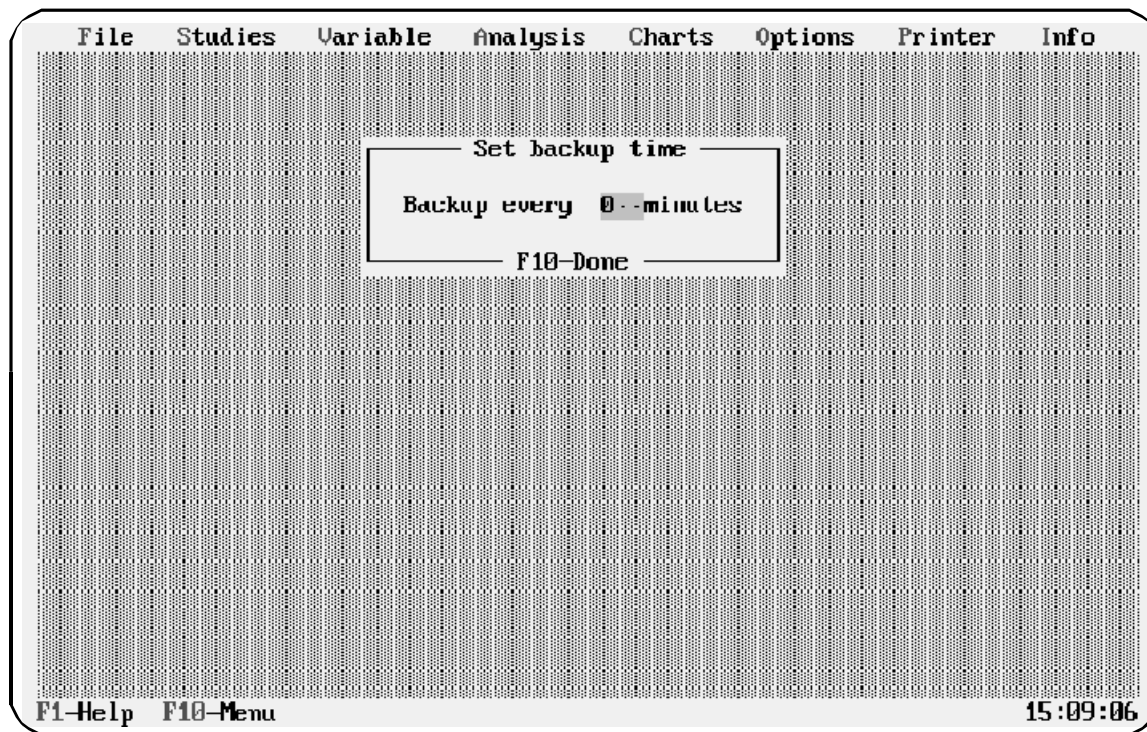 File Studies Variable Analysis Charts Options Printer Info
Set backup time
Backup every 0--minutes
F10-Done
F1-Help F10-Menu 15:09:06